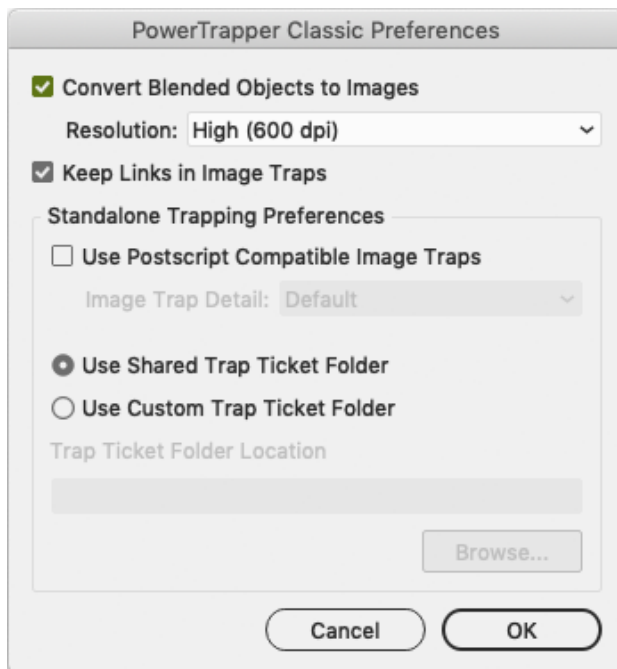 PowerTrapper Classic Preferences
Convert Blended Objects to Images
Resolution: High (600 dpi)
Keep Links in Image Traps
Standalone Trapping Preferences
Use Postscript Compatible Image Traps
Image Trap Detail: Default
Use Shared Trap Ticket Folder
Use Custom Trap Ticket Folder
Trap Ticket Folder Location
Browse...
Cancel OK